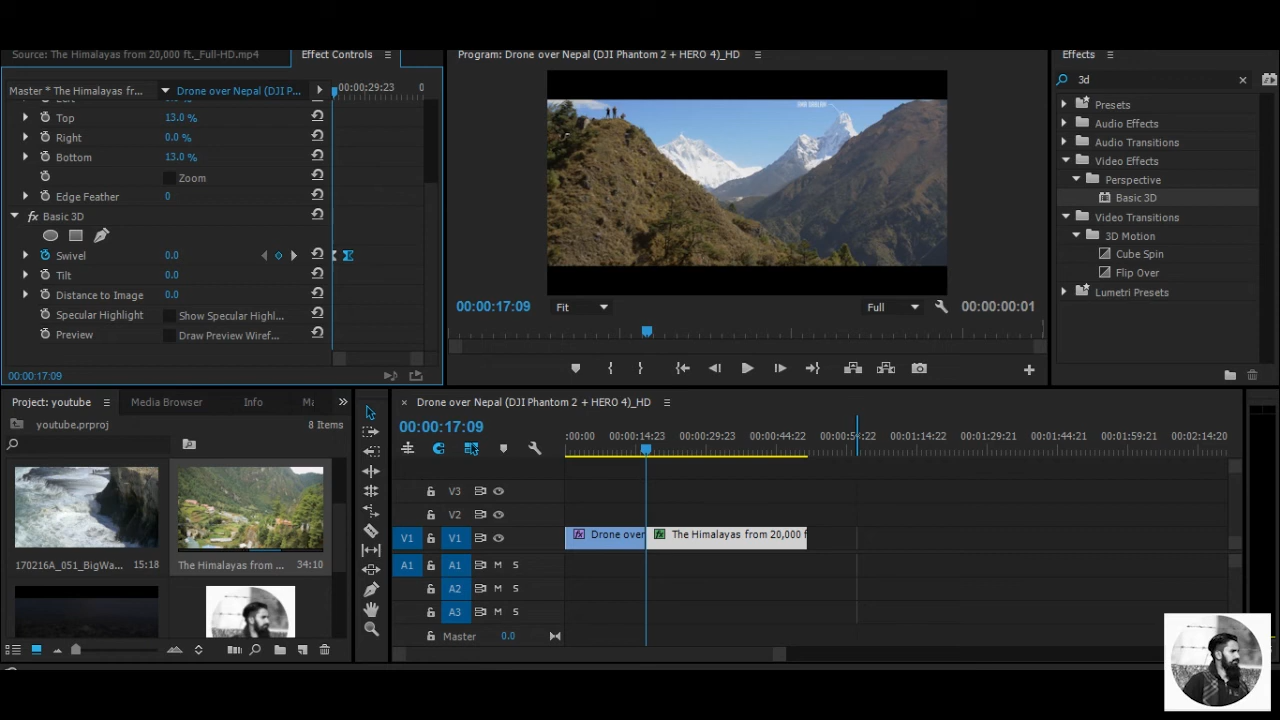 Source: The Himalayas from 20,000 ft._Full-HD.mp4
Effect Controls
Master * The Himalayas fr...
Drone over Nepal (DJI P...
00:00:29:23
0
Top
13.0 %
Right
0.0 %
Bottom
13.0 %
Zoom
Edge Feather
0
fx Basic 3D
Swivel
0.0
Tilt
0.0
Distance to Image
0.0
Specular Highlight
Show Specular Highl...
Preview
Draw Preview Wiref...
00:00:17:09
Program: Drone over Nepal (DJI Phantom 2 + HERO 4)_HD
00:00:17:09
Fit
Full
00:00:00:01
Effects
3d
Presets
Audio Effects
Audio Transitions
Video Effects
Perspective
Basic 3D
Video Transitions
3D Motion
Cube Spin
Flip Over
Lumetri Presets
Project: youtube
Media Browser
Info
Ma
youtube.prproj
8 Items
170216A_051_BigWa...
15:18
The Himalayas from ...
34:10
Drone over Nepal (DJI Phantom 2 + HERO 4)_HD
00:00:17:09
:00:00
00:00:14:23
00:00:29:23
00:00:44:22
00:00:54:22
00:01:14:22
00:01:29:21
00:01:44:21
00:01:59:21
00:02:14:20
V3
V2
V1
V1
fx Drone over
fx The Himalayas from 20,000 f
A1
A1
M
S
A2
M
S
A3
M
S
Master
0.0